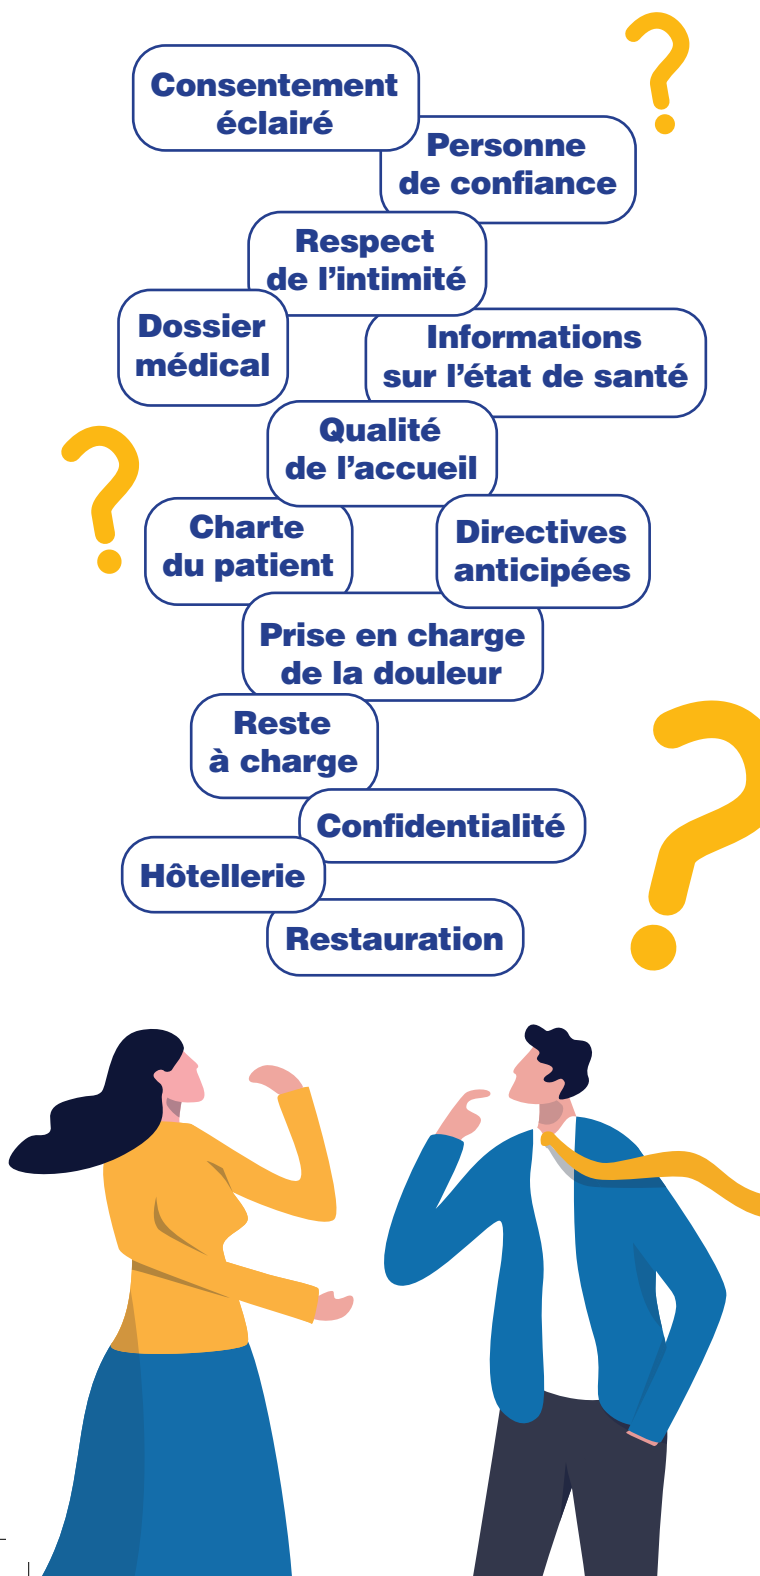 Consentement
éclairé
Personne
de confiance
Respect
de l'intimité
Dossier
médical
Informations
sur l'état de santé
Qualité
de l'accueil
Charte
du patient
Directives
anticipées
Prise en charge
de la douleur
Reste
à charge
Confidentialité
Hôtellerie
Restauration